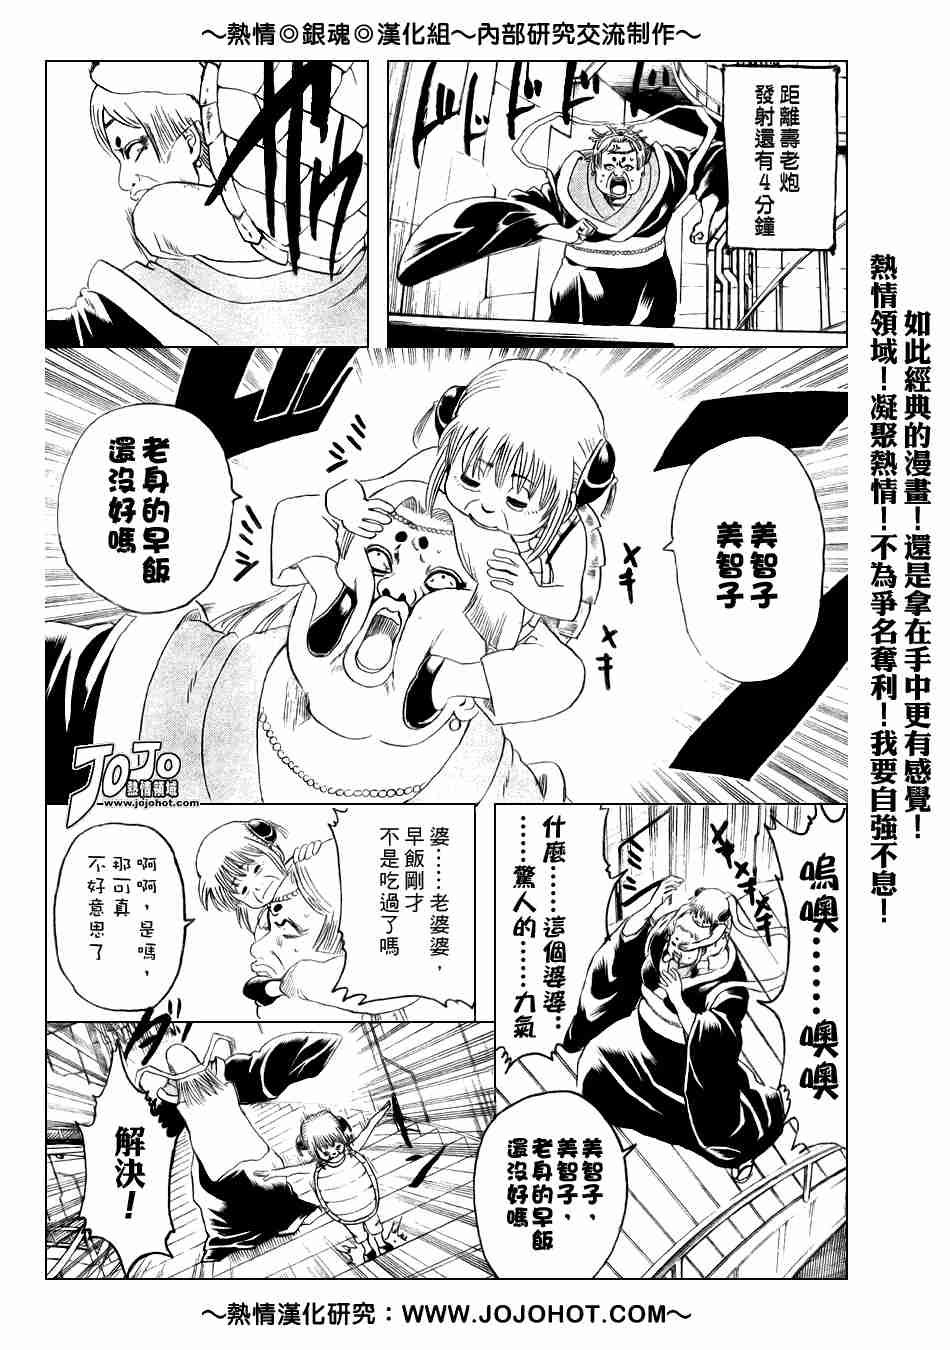 ～熱情◎銀魂◎漢化組～內部研究交流制作～
距離壽老炮
發射還有4分鐘
ドドドド
如此經典的漫畫！還是拿在手中更有感覺！
熱情領域！凝聚熱情！不為爭名奪利！我要自強不息！
美智子
美智子
メキ
メキ
老身的早飯
還沒好嗎
JOJO
熱情領域
www.jojohot.com
嗚噢……噢噢
什麼……這個婆婆…
……驚人的……力氣
美智子，
美智子，
老身的早飯
還沒好嗎
婆……老婆婆，
早飯剛才
不是吃過了嗎
啊啊，是嗎，
那可真
不好意思了
解決！
～熱情漢化研究：WWW.JOJOHOT.COM～